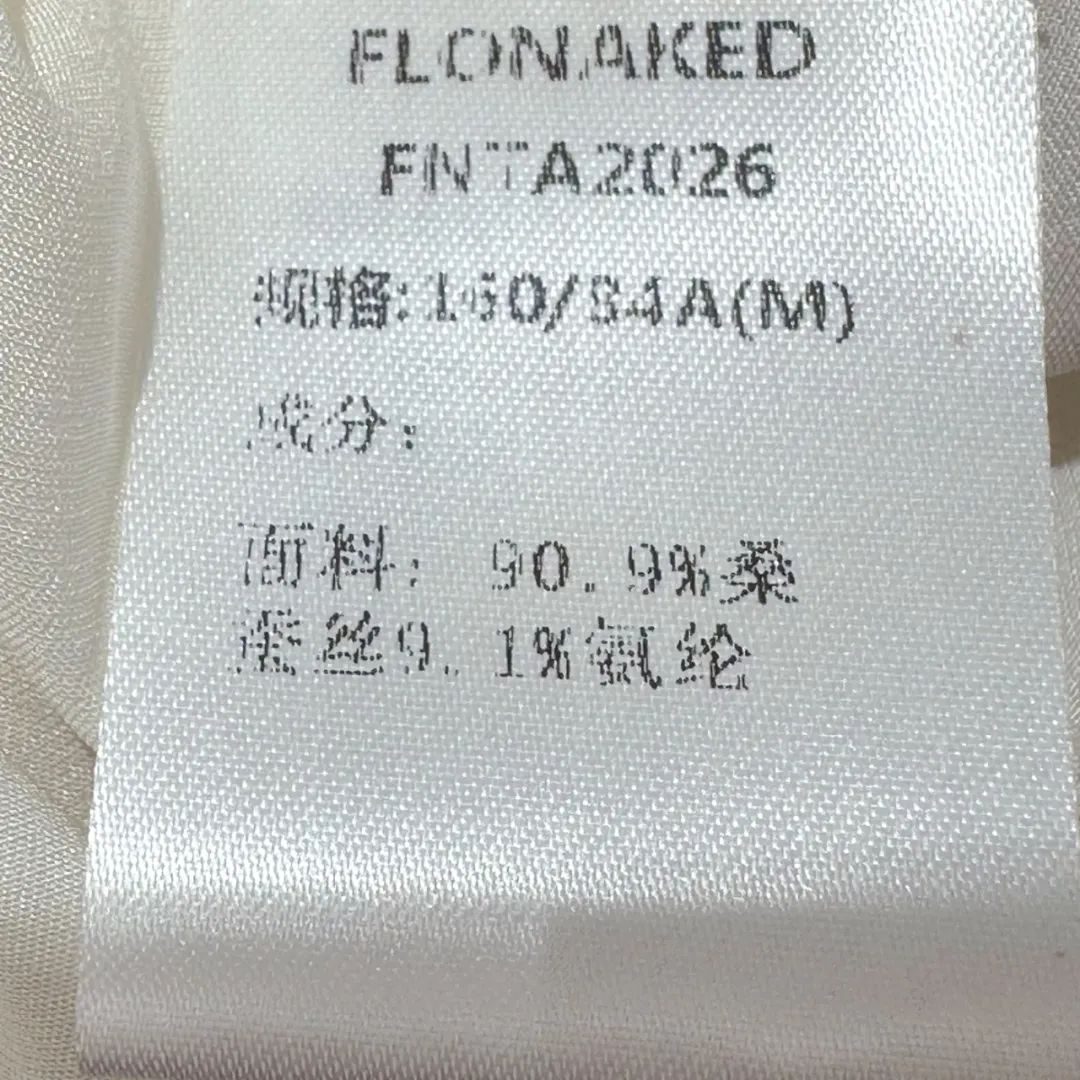 FLONAKED
FNTA2026
规格:160/84A(M)
成分:
面料: 90.9%桑
蚕丝9.1%氨纶